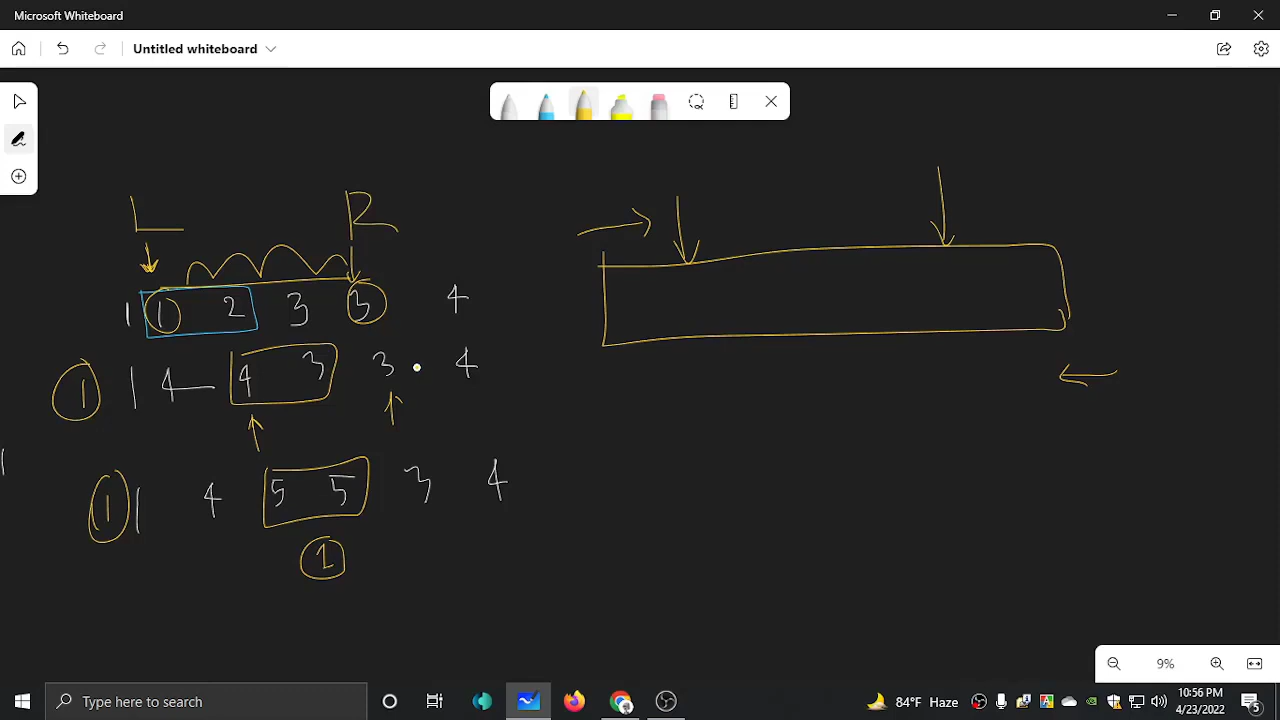 Microsoft Whiteboard
Untitled whiteboard
L R
1 1 2 3 3 4
1 1 4 4 3 3 4
1 1 4 5 5 3 4
1
9%
Type here to search
84°F Haze
10:56 PM
4/23/2022
5